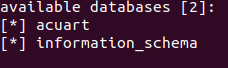 available databases [2]:
[*] acuart
[*] information_schema